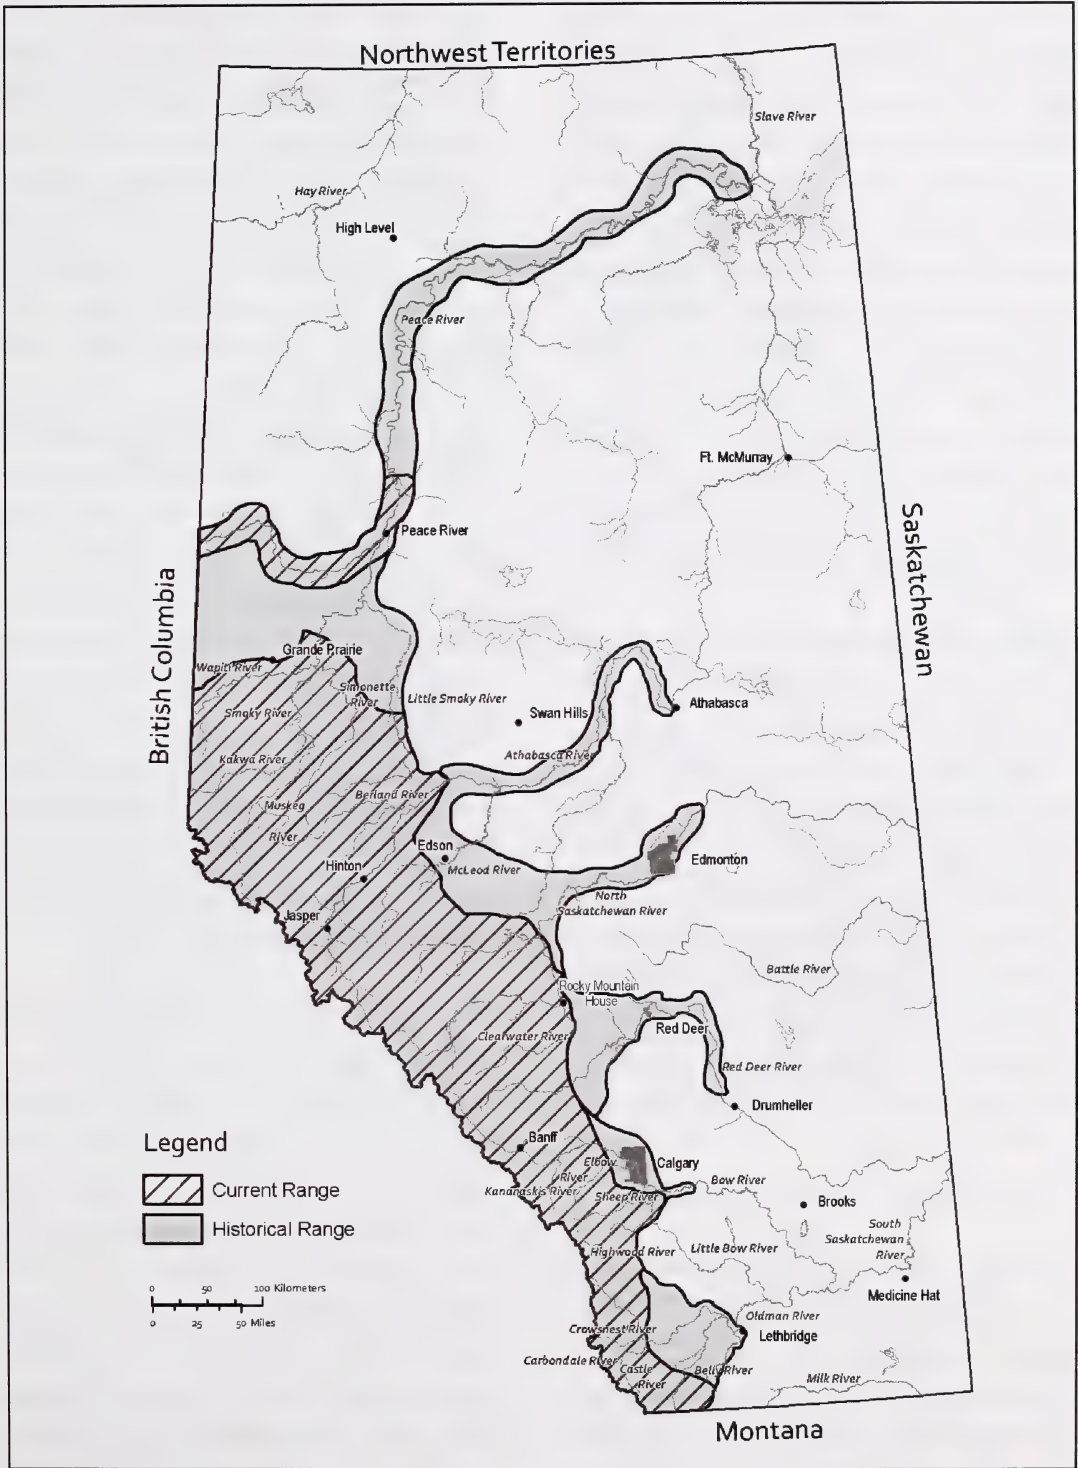 Northwest Territories
Slave River
Hay River
High Level
Peace River
Ft. McMurray
Saskatchewan
Peace River
British Columbia
Grande Prairie
Wapiti River
Simonette
River
Little Smoky River
Athabasca
Smoky River
Swan Hills
Kakwa River
Athabasca River
Berland River
Muskeg
River
Edson
Edmonton
Hinton
McLeod River
North
Saskatchewan River
Jasper
Battle River
Rocky Mountain
House
Red Deer
Clearwater River
Red Deer River
Drumheller
Legend
Banff
Elbow
River
Calgary
Current Range
Kananaskis River
Sheep River
Bow River
Brooks
Historical Range
South
Saskatchewan
River
Highwood River
Little Bow River
Medicine Hat
0 50 100 Kilometers
0 25 50 Miles
Oldman River
Crowsnest River
Lethbridge
Carbondale River
Castle
River
Belly River
Milk River
Montana